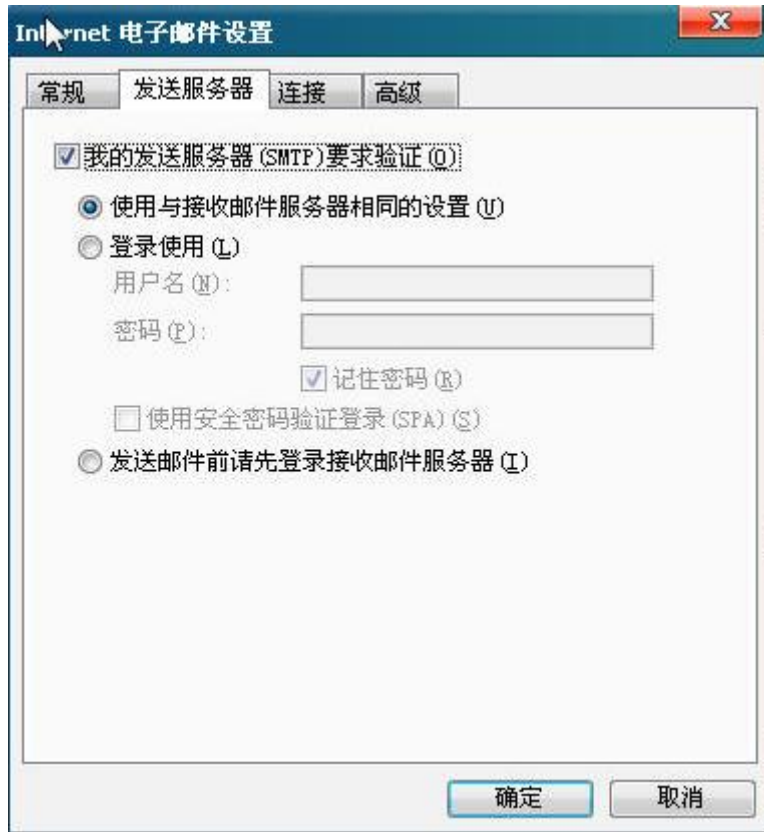 Internet 电子邮件设置
常规 发送服务器 连接 高级
我的发送服务器(SMTP)要求验证(O)
使用与接收邮件服务器相同的设置(U)
登录使用(L)
用户名(N):
密码(P):
记住密码(R)
使用安全密码验证登录(SPA)(S)
发送邮件前请先登录接收邮件服务器(I)
确定 取消